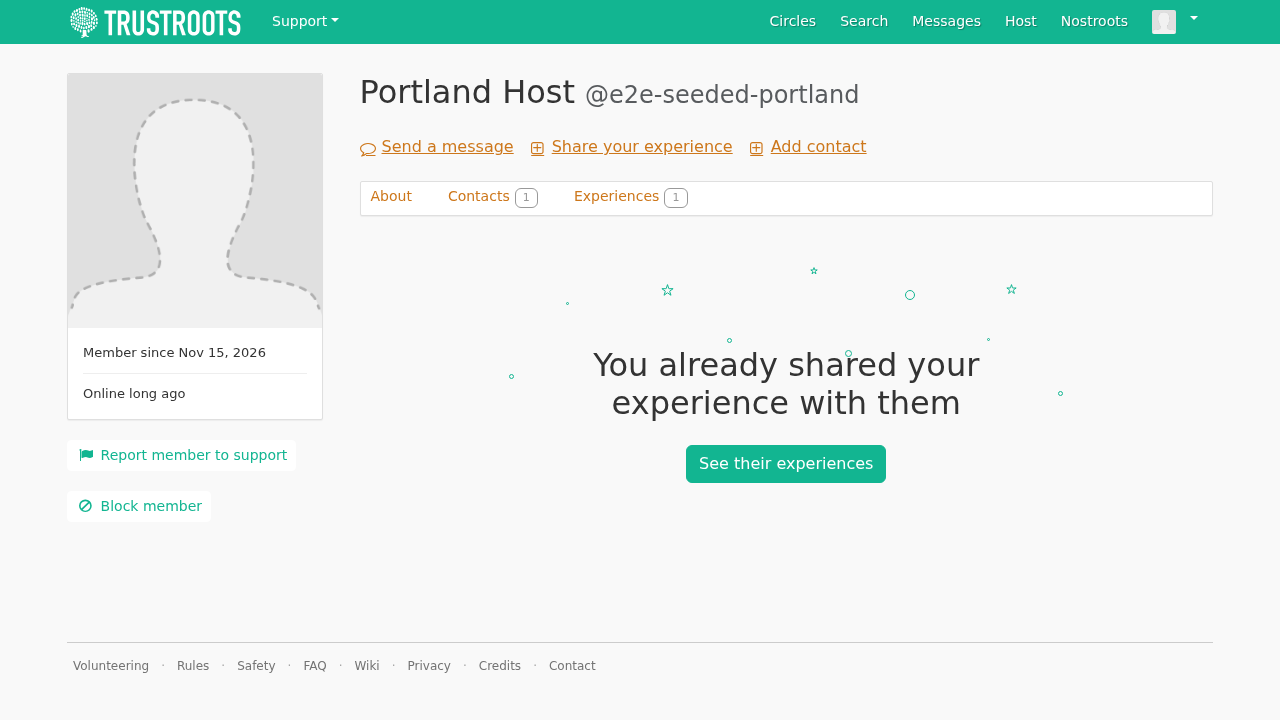 TRUSTROOTS
Support
Circles Search Messages Host Nostroots
Portland Host @e2e-seeded-portland
Send a message Share your experience Add contact
About Contacts 1 Experiences 1
Member since Nov 15, 2026
Online long ago
Report member to support
Block member
You already shared your
experience with them
See their experiences
Volunteering · Rules · Safety · FAQ · Wiki · Privacy · Credits · Contact